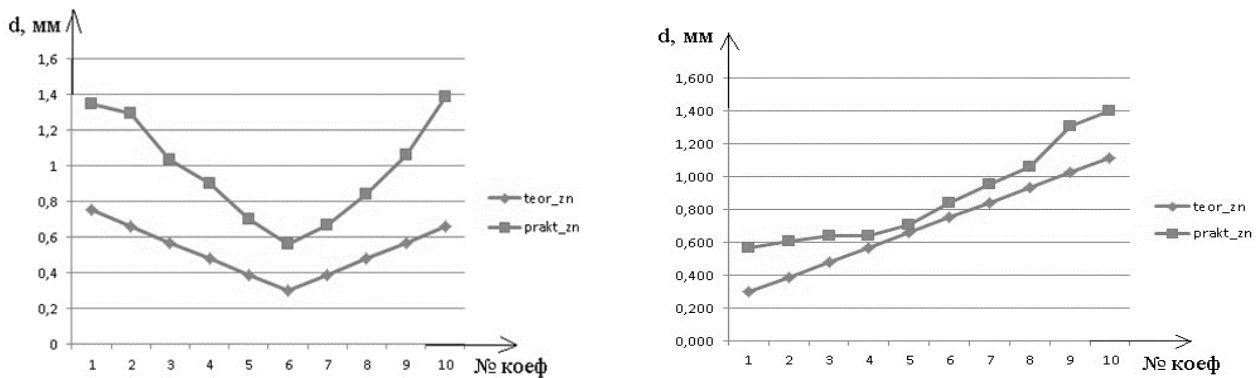 d, мм
1,6
1,4
1,2
1
0,8
0,6
0,4
0,2
0
1 2 3 4 5 6 7 8 9 10
№ коеф
teor_zn
prakt_zn
d, мм
1,600
1,400
1,200
1,000
0,800
0,600
0,400
0,200
0,000
1 2 3 4 5 6 7 8 9 10
№ коеф
teor_zn
prakt_zn